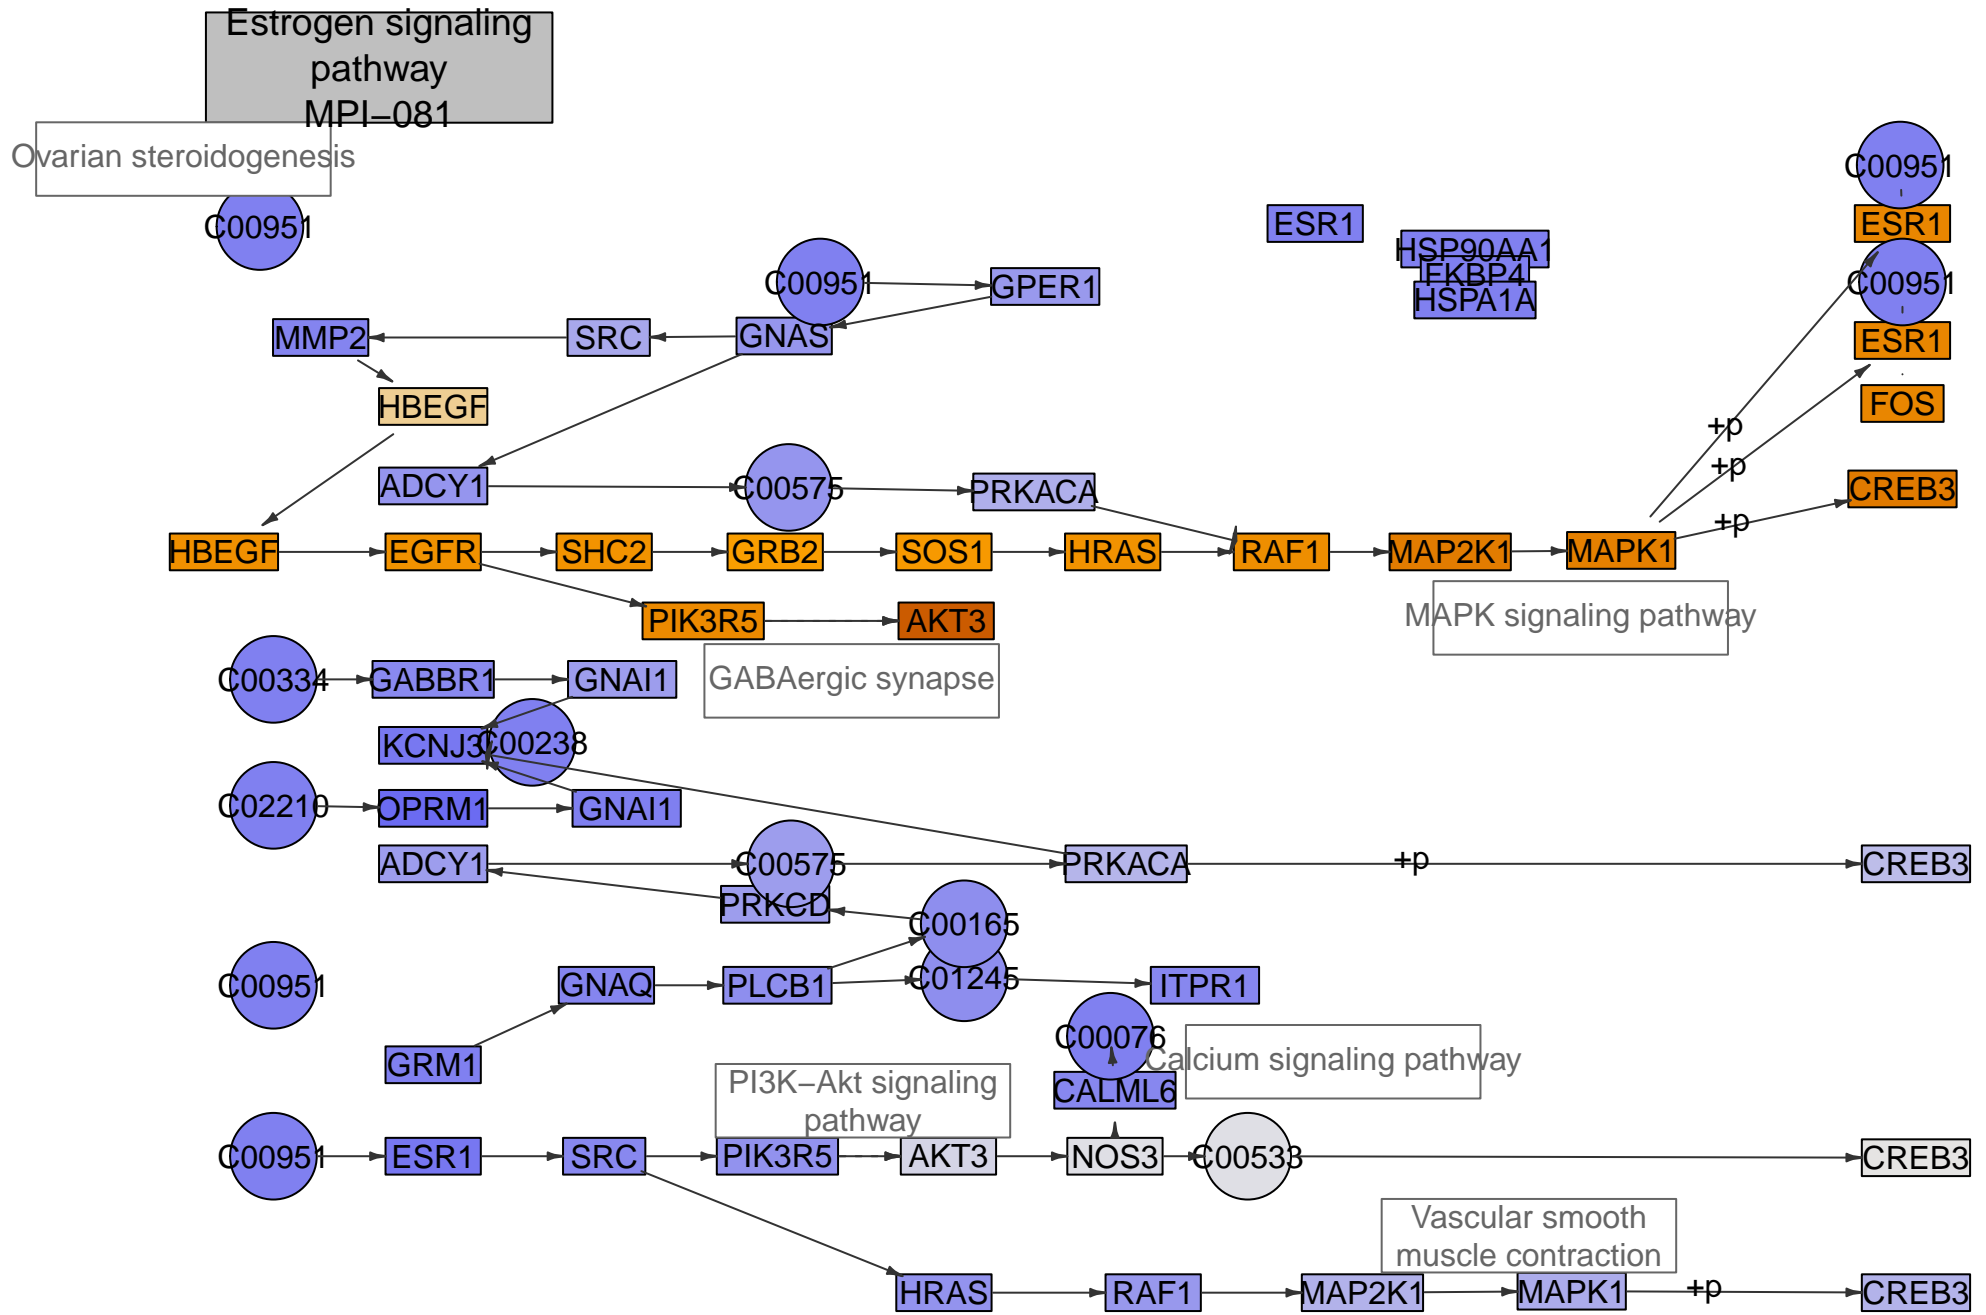 Estrogen signaling
pathway
MPI−081
Ovarian steroidogenesis
C00951
C00951
ESR1
C00951
ESR1
HSP90AA1
FKBP4
HSPA1A
C00951
GPER1
C00951
MMP2
SRC
GNAS
ESR1
HBEGF
FOS
+p
+p
ADCY1
C00575
PRKACA
CREB3
+p
HBEGF
EGFR
SHC2
GRB2
SOS1
HRAS
RAF1
MAP2K1
MAPK1
PIK3R5
AKT3
MAPK signaling pathway
C00334
GABBR1
GNAI1
GABAergic synapse
KCNJ3
C00238
C02210
OPRM1
GNAI1
ADCY1
C00575
PRKACA
+p
CREB3
PRKCD
C00165
C00951
GNAQ
PLCB1
C01245
ITPR1
C00076
Calcium signaling pathway
GRM1
CALML6
PI3K−Akt signaling
pathway
C00951
ESR1
SRC
PIK3R5
AKT3
NOS3
C00533
CREB3
Vascular smooth
muscle contraction
HRAS
RAF1
MAP2K1
MAPK1
+p
CREB3